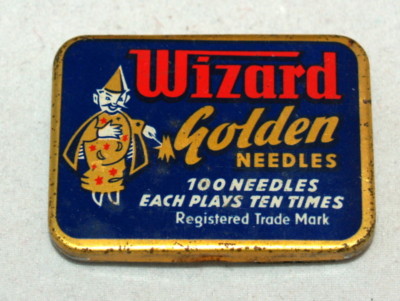 Wizard
Golden
NEEDLES
100 NEEDLES
EACH PLAYS TEN TIMES
Registered Trade Mark